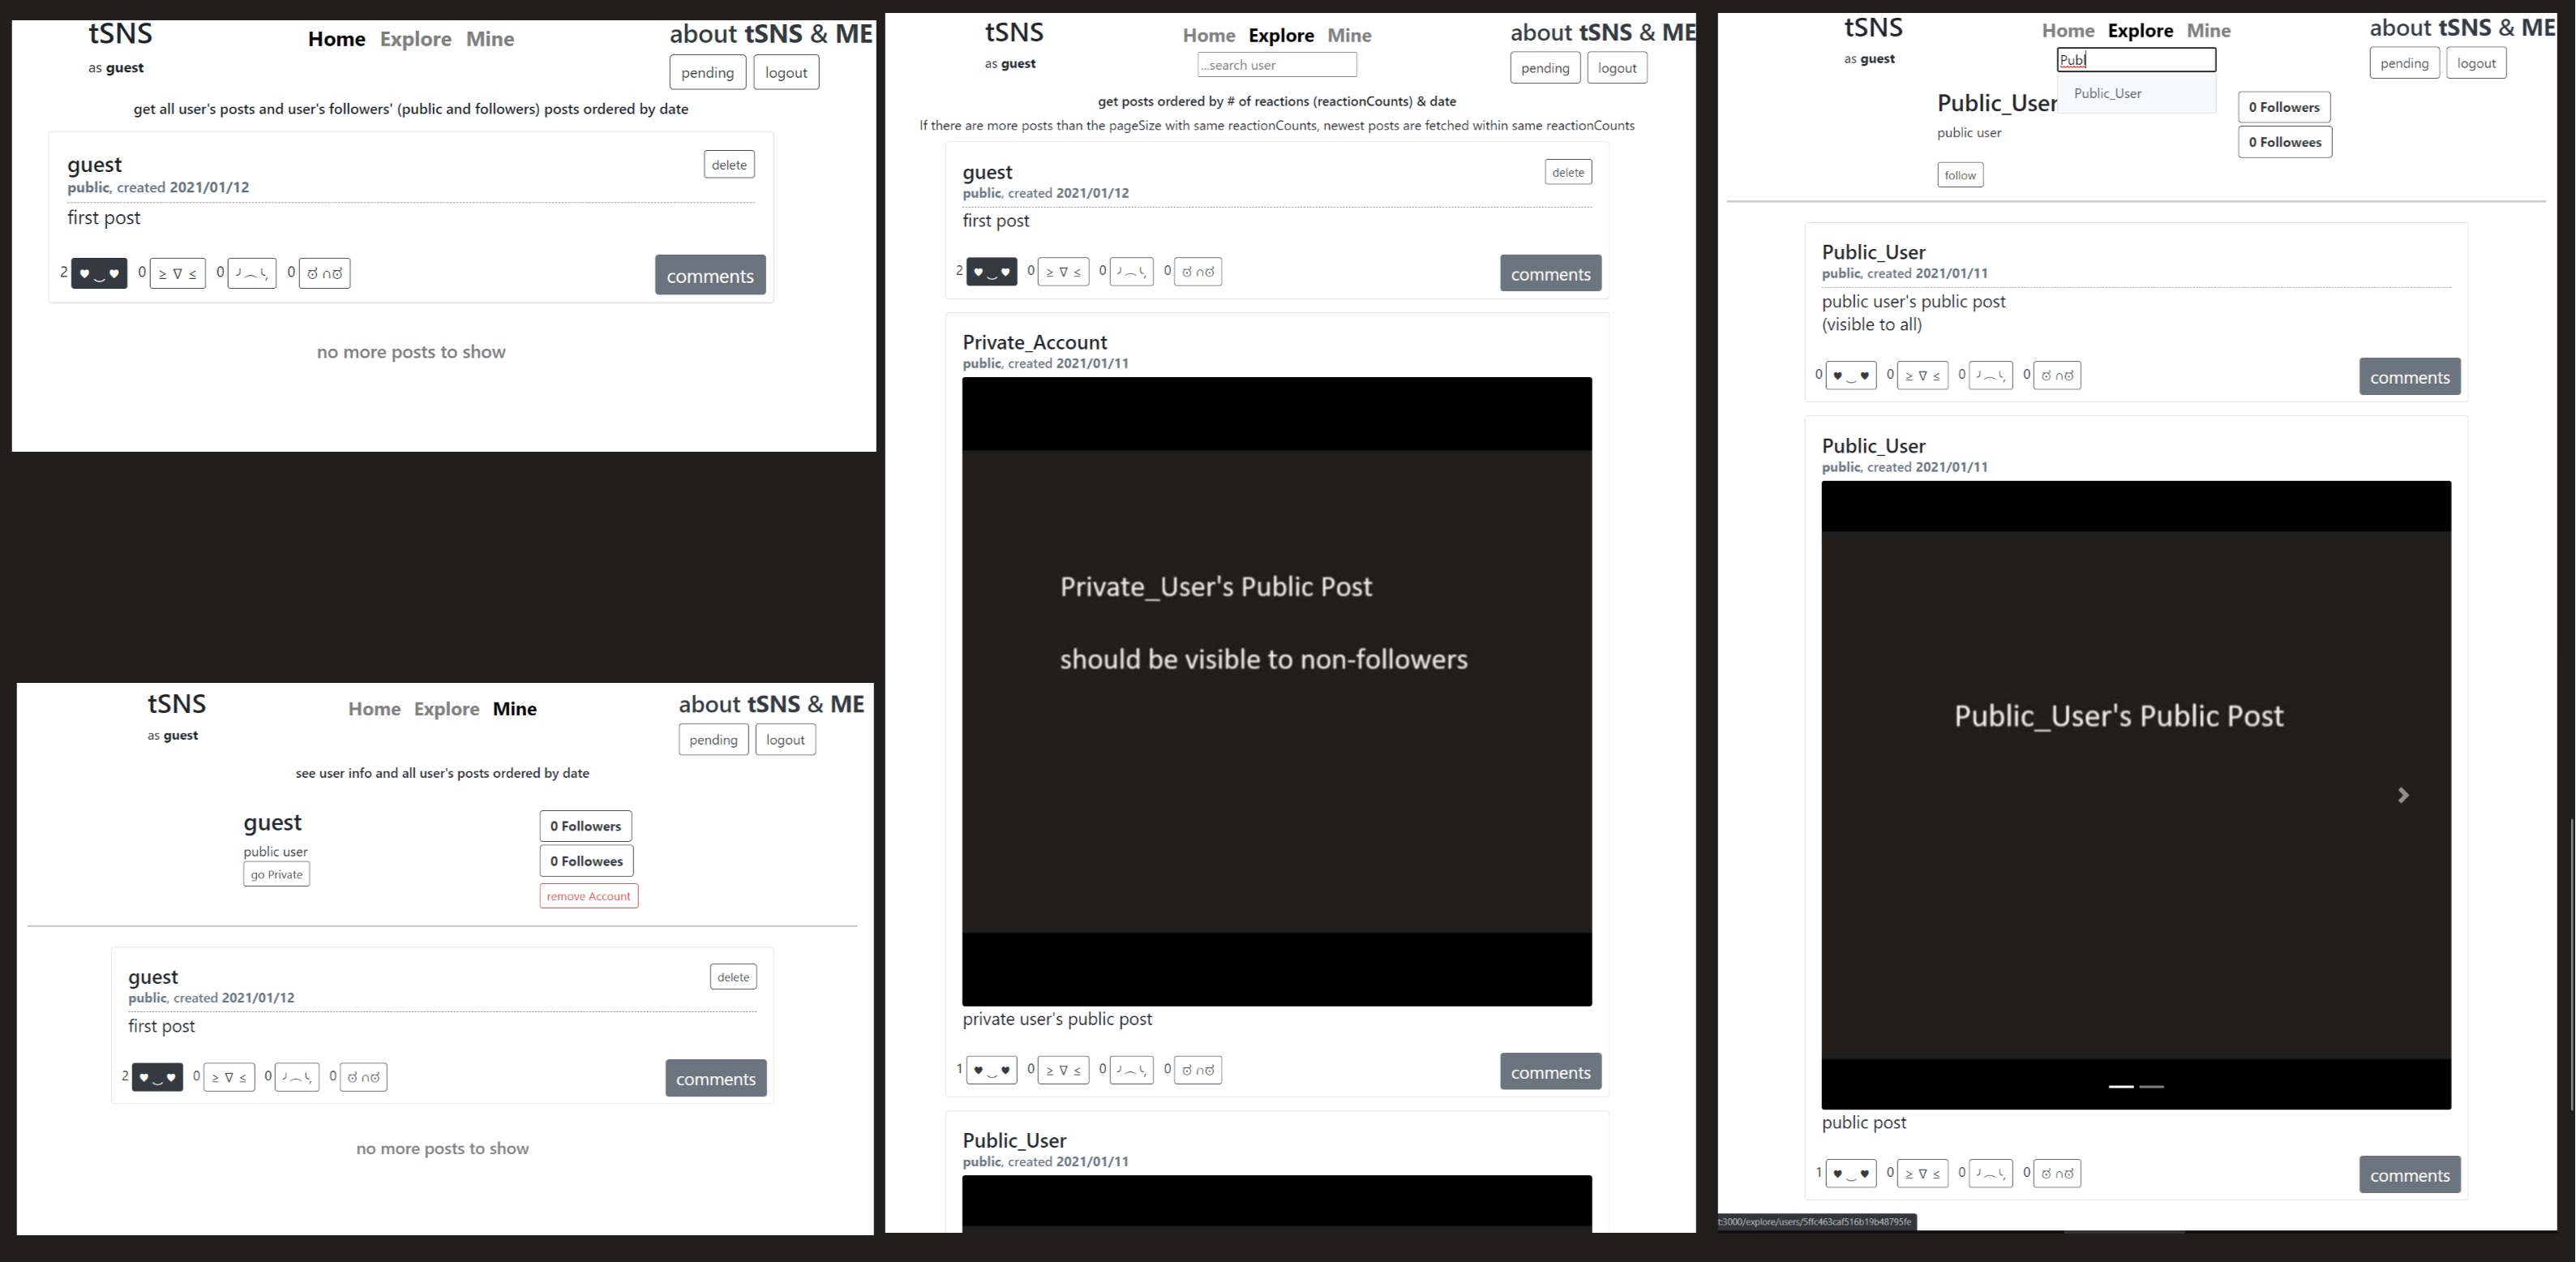 tSNS
Home Explore Mine
about tSNS & ME
as guest
pending logout
get all user's posts and user's followers' (public and followers) posts ordered by date
guest
delete
public, created 2021/01/12
first post
2 ♥ ‿ ♥ 0 ≥ ∇ ≤ 0 ╯︵╰, 0 ಠ ∩ಠ
comments
no more posts to show
tSNS
Home Explore Mine
about tSNS & ME
as guest
pending logout
see user info and all user's posts ordered by date
guest
0 Followers
public user
0 Followees
go Private
remove Account
guest
delete
public, created 2021/01/12
first post
2 ♥ ‿ ♥ 0 ≥ ∇ ≤ 0 ╯︵╰, 0 ಠ ∩ಠ
comments
no more posts to show
tSNS
Home Explore Mine
about tSNS & ME
as guest
...search user
pending logout
get posts ordered by # of reactions (reactionCounts) & date
If there are more posts than the pageSize with same reactionCounts, newest posts are fetched within same reactionCounts
guest
delete
public, created 2021/01/12
first post
2 ♥ ‿ ♥ 0 ≥ ∇ ≤ 0 ╯︵╰, 0 ಠ ∩ಠ
comments
Private_Account
public, created 2021/01/11
Private_User's Public Post
should be visible to non-followers
private user's public post
1 ♥ ‿ ♥ 0 ≥ ∇ ≤ 0 ╯︵╰, 0 ಠ ∩ಠ
comments
Public_User
public, created 2021/01/11
tSNS
Home Explore Mine
about tSNS & ME
as guest
Publ
pending logout
Public_User
Public_User
0 Followers
public user
0 Followees
follow
Public_User
public, created 2021/01/11
public user's public post
(visible to all)
0 ♥ ‿ ♥ 0 ≥ ∇ ≤ 0 ╯︵╰, 0 ಠ ∩ಠ
comments
Public_User
public, created 2021/01/11
Public_User's Public Post
public post
1 ♥ ‿ ♥ 0 ≥ ∇ ≤ 0 ╯︵╰, 0 ಠ ∩ಠ
comments
t:3000/explore/users/5ffc463caf516b19b48795fe